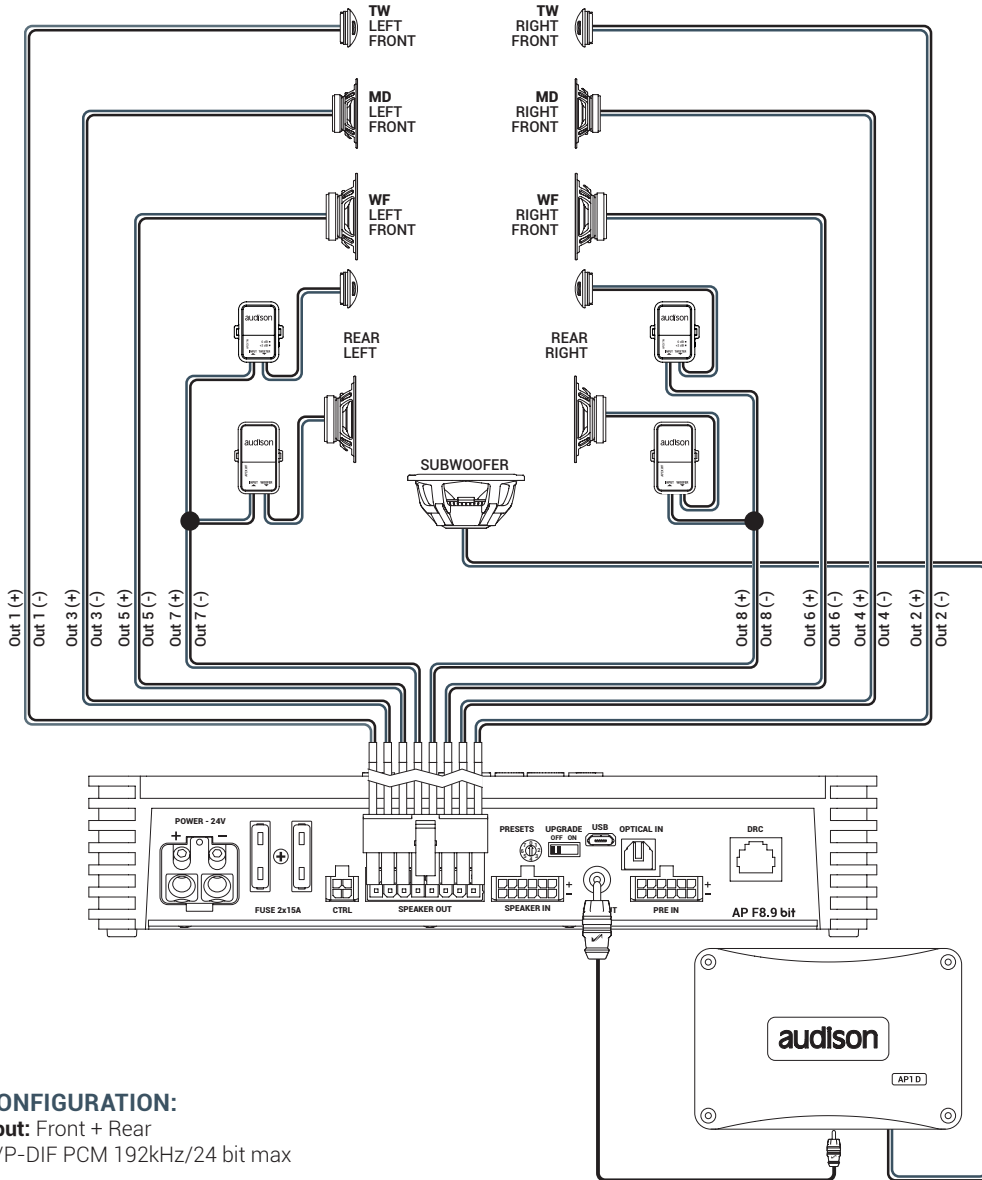 TW
LEFT
FRONT
TW
RIGHT
FRONT
MD
LEFT
FRONT
MD
RIGHT
FRONT
WF
LEFT
FRONT
WF
RIGHT
FRONT
audison
INPUT TWEETER
audison
REAR
LEFT
REAR
RIGHT
audison
audison
SUBWOOFER
Out 1 (+)
Out 1 (-)
Out 3 (+)
Out 3 (-)
Out 5 (+)
Out 5 (-)
Out 7 (+)
Out 7 (-)
Out 8 (+)
Out 8 (-)
Out 6 (+)
Out 6 (-)
Out 4 (+)
Out 4 (-)
Out 2 (+)
Out 2 (-)
POWER - 24V
+ −
FUSE 2x15A
CTRL
SPEAKER OUT
PRESETS
UPGRADE
OFF ON
USB
OPTICAL IN
DRC
SPEAKER IN
+
−
UT
PRE IN
+
−
AP F8.9 bit
audison
AP1 D
ONFIGURATION:
out: Front + Rear
/P-DIF PCM 192kHz/24 bit max